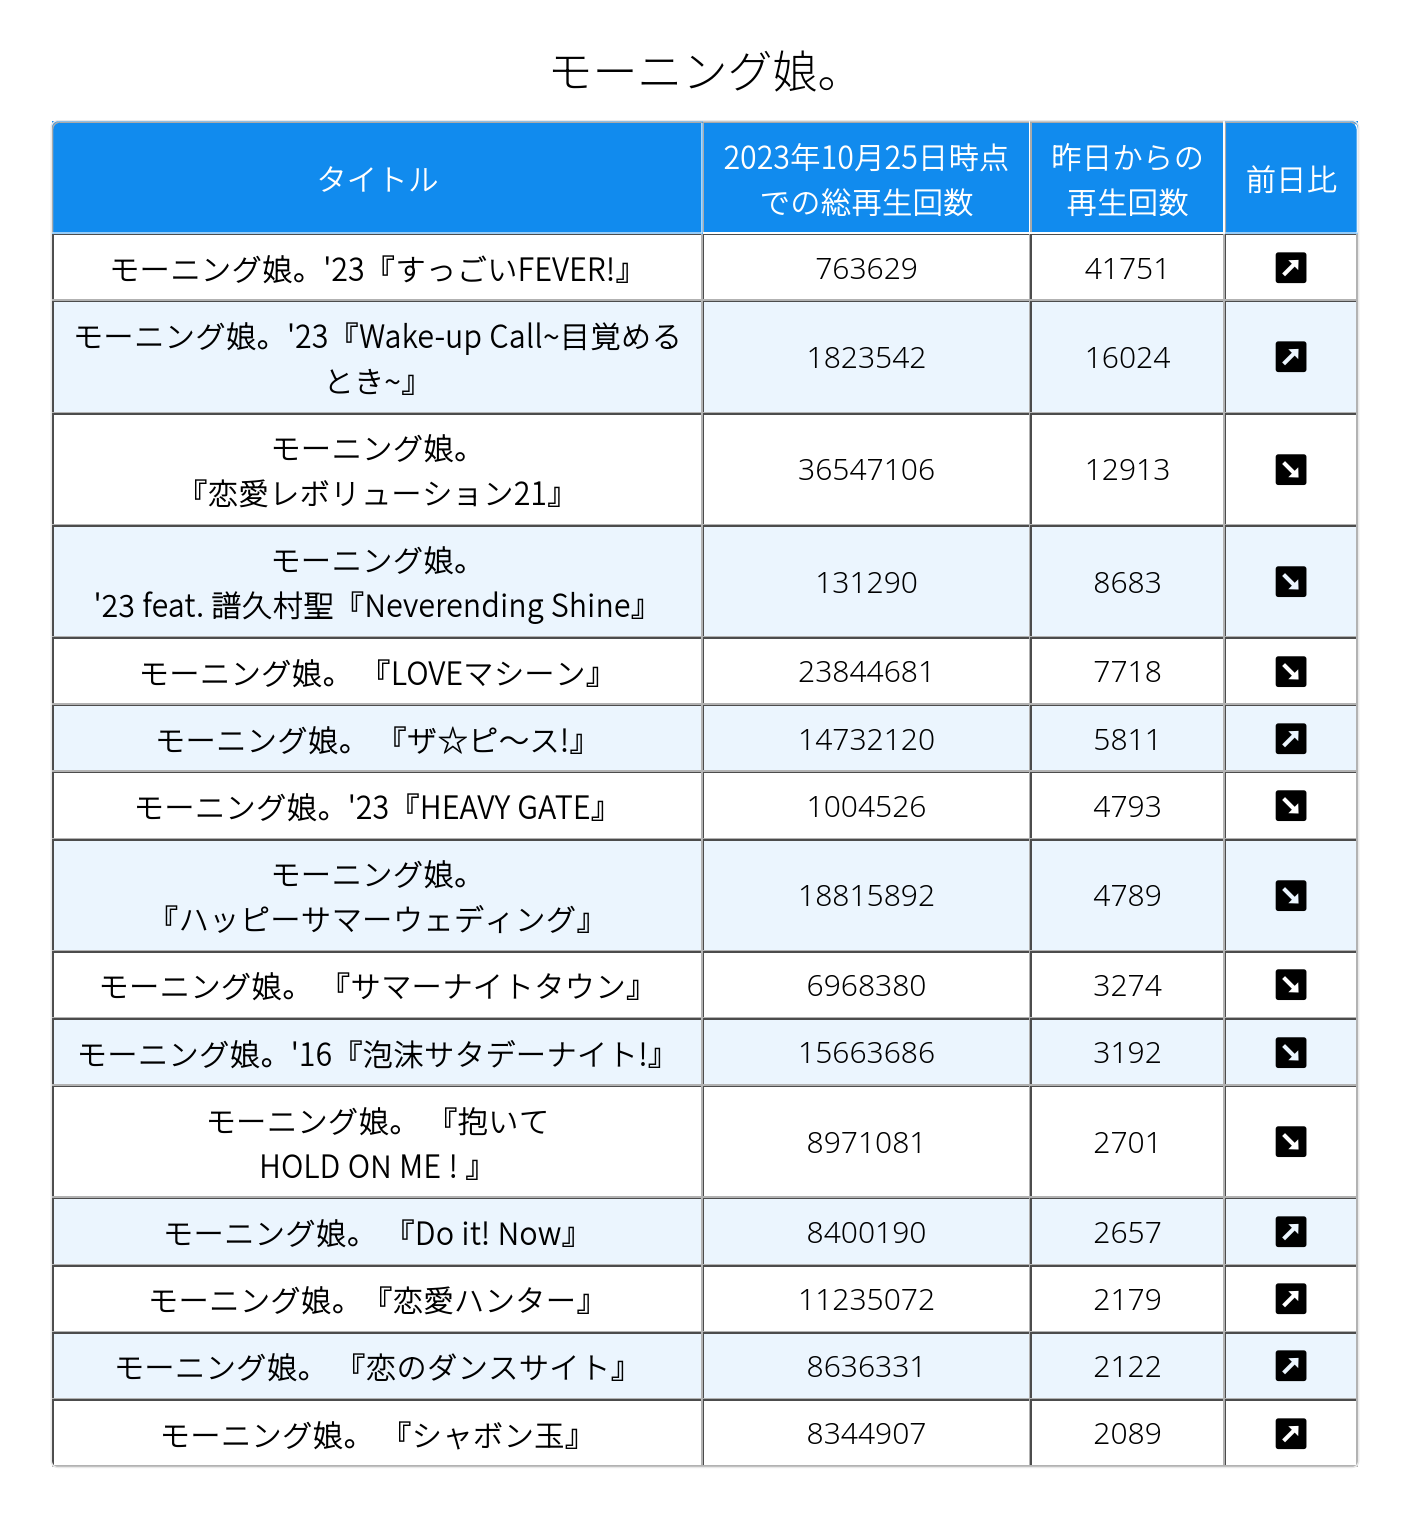 モーニング娘。
タイトル
2023年10月25日時点
での総再生回数
昨日からの
再生回数
前日比
モーニング娘。'23『すっごいFEVER!』
763629
41751
モーニング娘。'23『Wake-up Call~目覚める
とき~』
1823542
16024
モーニング娘。
『恋愛レボリューション21』
36547106
12913
モーニング娘。
'23 feat. 譜久村聖『Neverending Shine』
131290
8683
モーニング娘。 『LOVEマシーン』
23844681
7718
モーニング娘。 『ザ☆ピ～ス!』
14732120
5811
モーニング娘。'23『HEAVY GATE』
1004526
4793
モーニング娘。
『ハッピーサマーウェディング』
18815892
4789
モーニング娘。 『サマーナイトタウン』
6968380
3274
モーニング娘。'16『泡沫サタデーナイト!』
15663686
3192
モーニング娘。 『抱いて
HOLD ON ME ! 』
8971081
2701
モーニング娘。 『Do it! Now』
8400190
2657
モーニング娘。『恋愛ハンター』
11235072
2179
モーニング娘。 『恋のダンスサイト』
8636331
2122
モーニング娘。 『シャボン玉』
8344907
2089